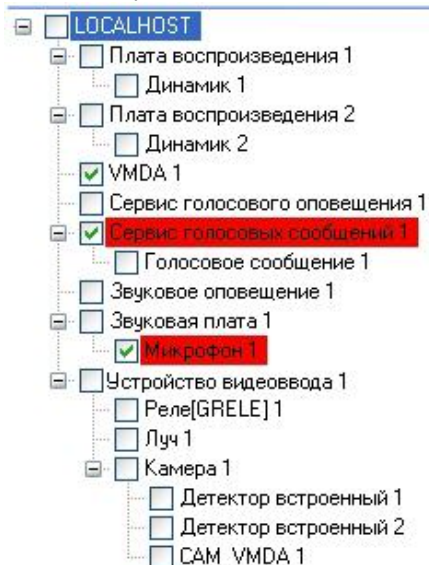 LOCALHOST
Плата воспроизведения 1
Динамик 1
Плата воспроизведения 2
Динамик 2
VMDA 1
Сервис голосового оповещения 1
Сервис голосовых сообщений 1
Голосовое сообщение 1
Звуковое оповещение 1
Звуковая плата 1
Микрофон 1
Устройство видеоввода 1
Реле[GRELE] 1
Луч 1
Камера 1
Детектор встроенный 1
Детектор встроенный 2
CAM_VMDA 1